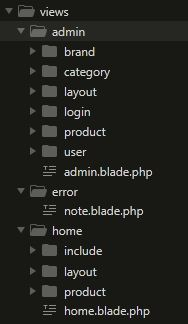 views
admin
brand
category
layout
login
product
user
admin.blade.php
error
note.blade.php
home
include
layout
product
home.blade.php